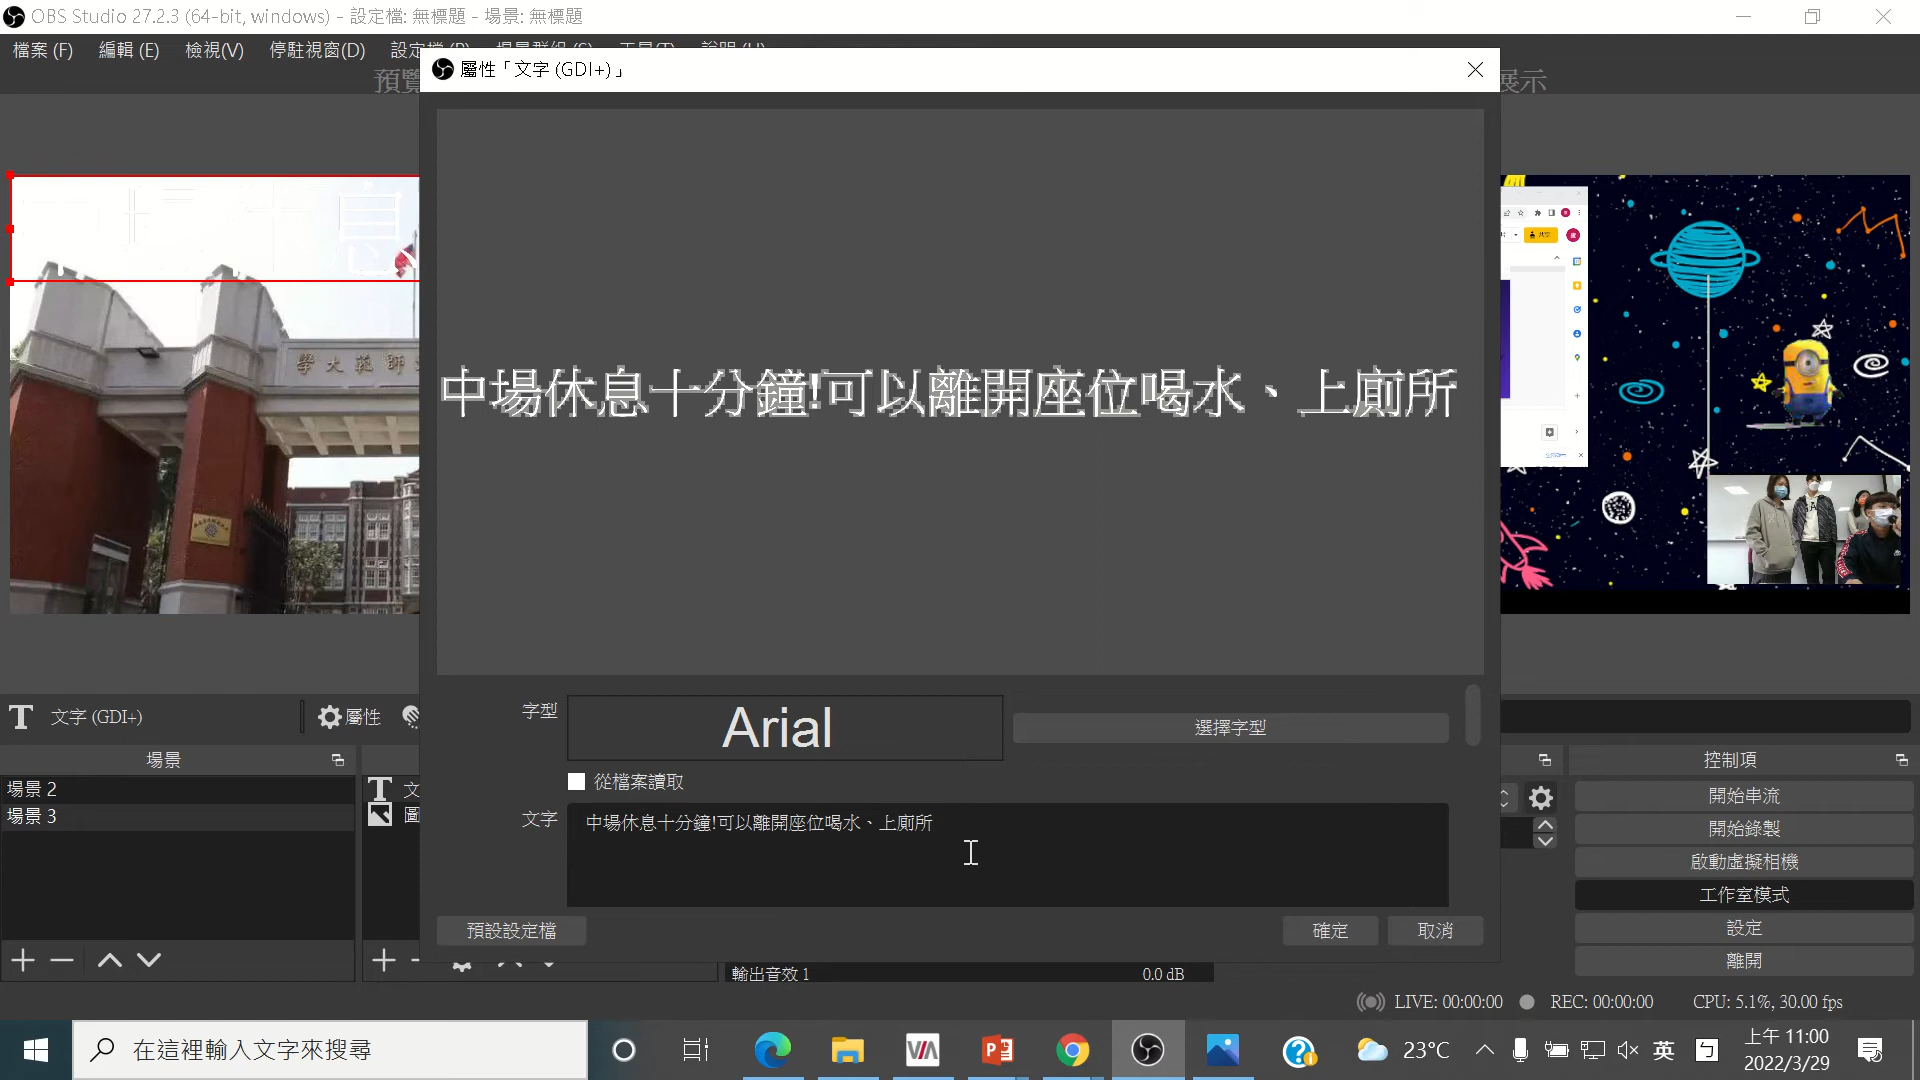 OBS Studio 27.2.3 (64-bit, windows) - 設定檔: 無標題 - 場景: 無標題
檔案 (F) 編輯 (E) 檢視(V) 停駐視窗(D)
預覽
屬性「文字 (GDI+)」
展示
中場休息十分鐘!可以離開座位喝水、上廁所
文字 (GDI+)
屬性
字型
Arial
選擇字型
從檔案讀取
文字
中場休息十分鐘!可以離開座位喝水、上廁所
預設設定檔
確定
取消
場景
場景 2
場景 3
文
圖
輸出音效 1
0.0 dB
控制項
開始串流
開始錄製
啟動虛擬相機
工作室模式
設定
離開
LIVE: 00:00:00
REC: 00:00:00
CPU: 5.1%, 30.00 fps
在這裡輸入文字來搜尋
23°C
英
上午 11:00
2022/3/29